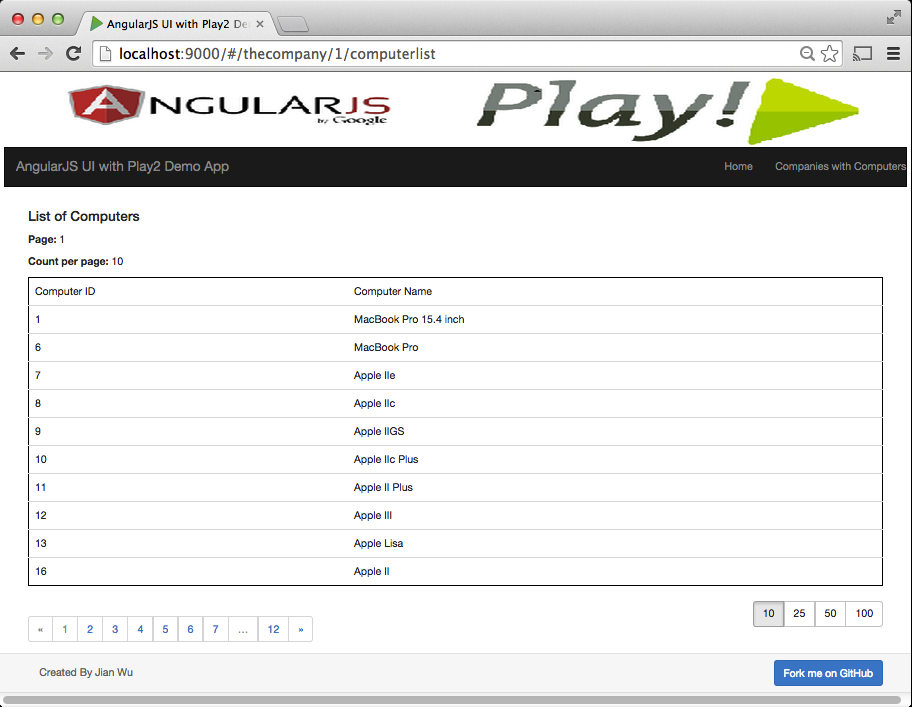 AngularJS UI with Play2 De
localhost:9000/#/thecompany/1/computerlist
ANGULARJS
by Google
Play!
AngularJS UI with Play2 Demo App Home Companies with Computers
List of Computers
Page: 1
Count per page: 10
Computer ID Computer Name
1 MacBook Pro 15.4 inch
6 MacBook Pro
7 Apple IIe
8 Apple IIc
9 Apple IIGS
10 Apple IIc Plus
11 Apple II Plus
12 Apple III
13 Apple Lisa
16 Apple II
10 25 50 100
« 1 2 3 4 5 6 7 ... 12 »
Created By Jian Wu Fork me on GitHub